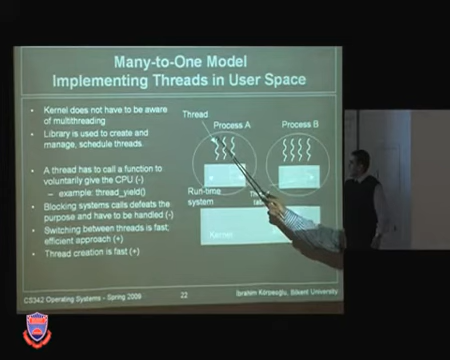 Many-to-One Model
Implementing Threads in User Space
Kernel does not have to be aware
of multithreading
Library is used to create and
manage, schedule threads.
A thread has to call a function to
voluntarily give the CPU (-)
– example: thread_yield()
Blocking systems calls defeats the
purpose and have to be handled (-)
Switching between threads is fast;
efficient approach (+)
Thread creation is fast (+)
Thread
Process A
Process B
Run-time
system
Kernel
CS342 Operating Systems - Spring 2009
22
İbrahim Körpeoğlu, Bilkent University